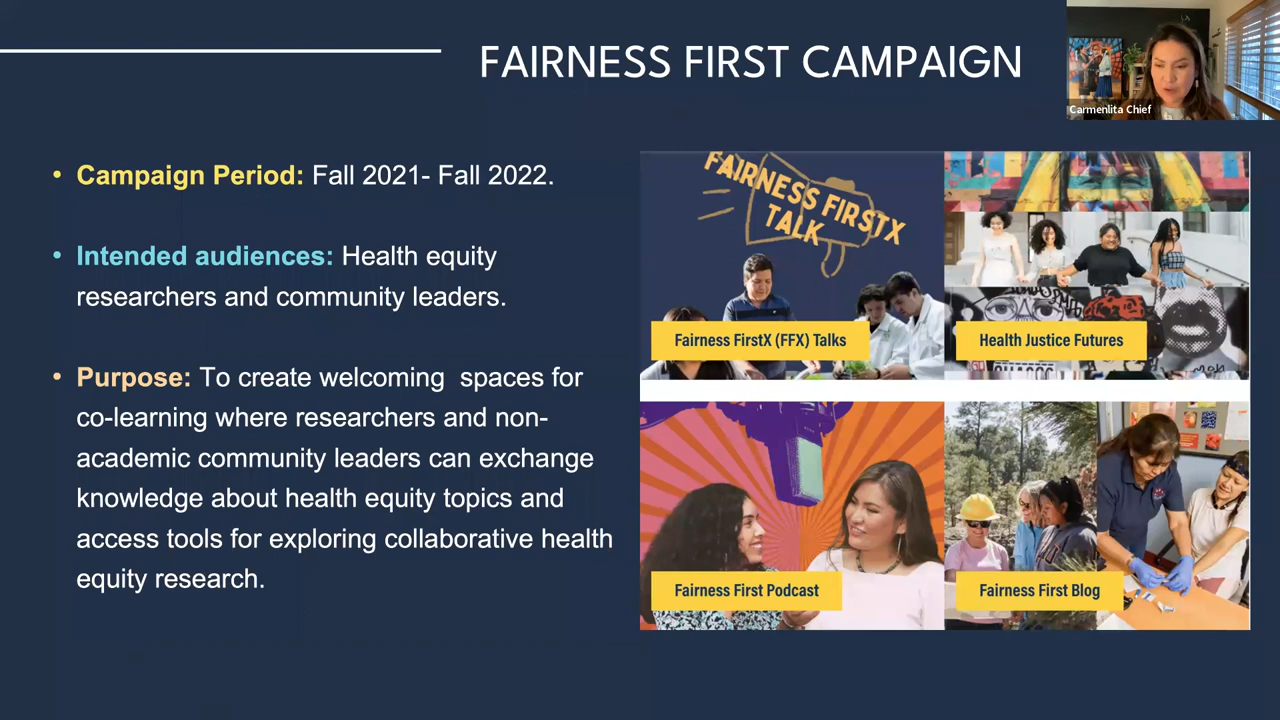 FAIRNESS FIRST CAMPAIGN
Carmenlita Chief
• Campaign Period: Fall 2021- Fall 2022.
• Intended audiences: Health equity
researchers and community leaders.
• Purpose: To create welcoming  spaces for
co-learning where researchers and non-
academic community leaders can exchange
knowledge about health equity topics and
access tools for exploring collaborative health
equity research.
FAIRNESS FIRSTX
TALK
Fairness FirstX (FFX) Talks
Health Justice Futures
Fairness First Podcast
Fairness First Blog